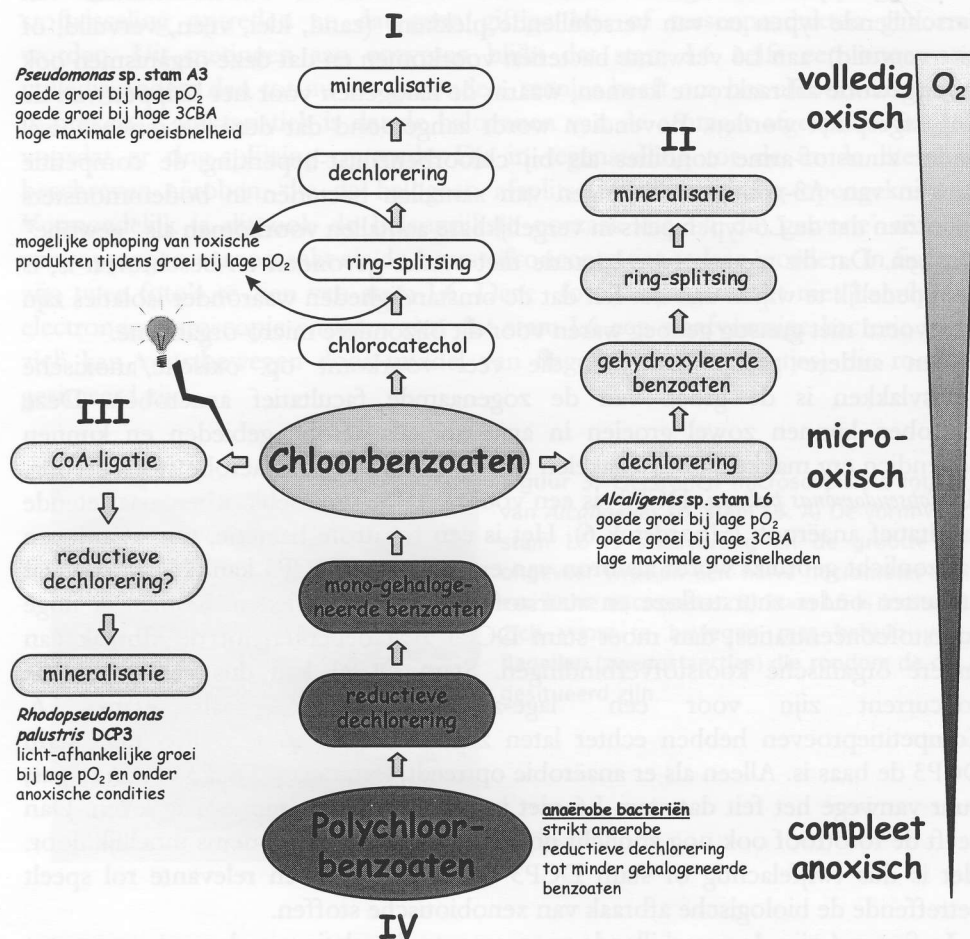 I
Pseudomonas sp. stam A3
goede groei bij hoge pO2
goede groei bij hoge 3CBA
hoge maximale groeisnelheid
mineralisatie
dechlorering
mogelijke ophoping van toxische
produkten tijdens groei bij lage pO2
ring-splitsing
chlorocatechol
II
mineralisatie
ring-splitsing
gehydroxyleerde
benzoaten
dechlorering
Alcaligenes sp. stam L6
goede groei bij lage pO2
goede groei bij lage 3CBA
lage maximale groeisnelheden
Chloorbenzoaten
III
CoA-ligatie
reductieve
dechlorering?
mineralisatie
Rhodopseudomonas
palustris DCP3
licht-afhankelijke groei
bij lage pO2 en onder
anoxische condities
mono-gehaloge-
neerde benzoaten
reductieve
dechlorering
Polychloor-
benzoaten
IV
anaërobe bacteriën
strikt anaerobe
reductieve dechlorering
tot minder gehalogeneerde
benzoaten
volledig O2
oxisch
micro-
oxisch
compleet
anoxisch